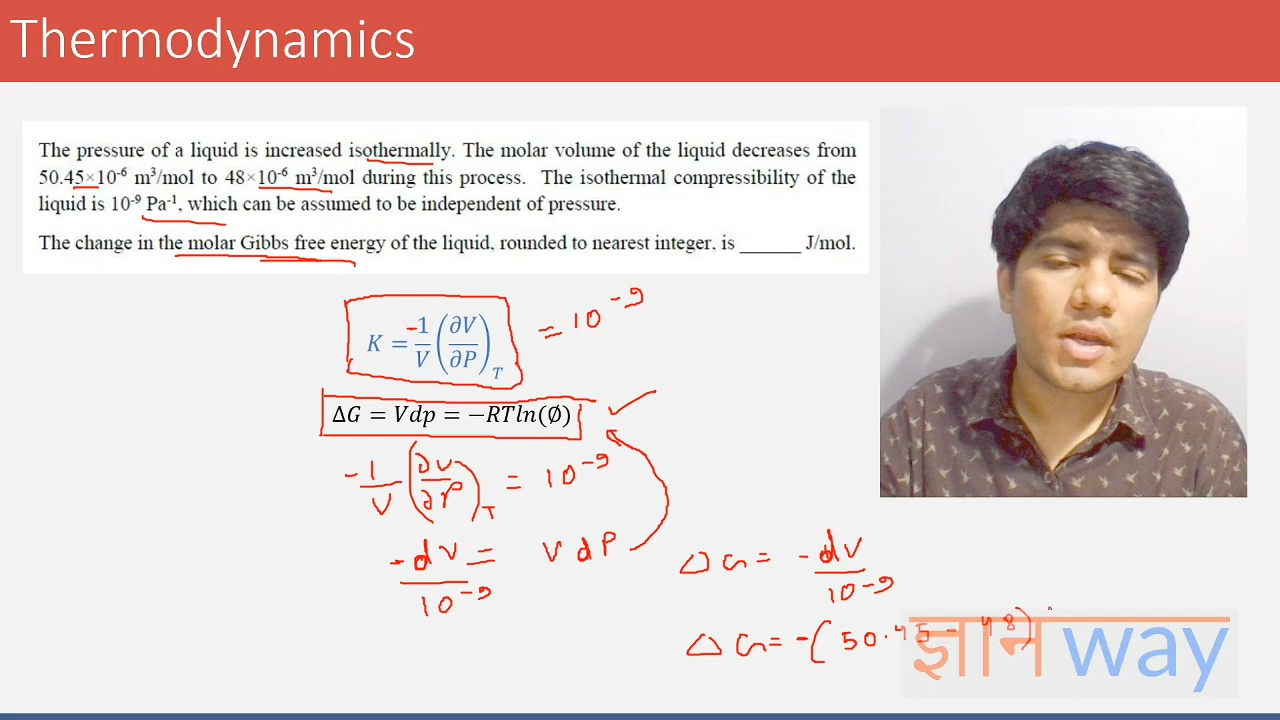 Thermodynamics
The pressure of a liquid is increased isothermally. The molar volume of the liquid decreases from
50.45×10⁻⁶ m³/mol to 48×10⁻⁶ m³/mol during this process. The isothermal compressibility of the
liquid is 10⁻⁹ Pa⁻¹, which can be assumed to be independent of pressure.
The change in the molar Gibbs free energy of the liquid, rounded to nearest integer, is ______ J/mol.
K = -1/V (∂V/∂P)_T = 10⁻⁹
ΔG = Vdp = −RTln(∅)
-1/V (∂V/∂P)_T = 10⁻⁹
-dV/10⁻⁹ = V dP
ΔG = -dV/10⁻⁹
ΔG = -(50.45 - 48)
ज्ञानway